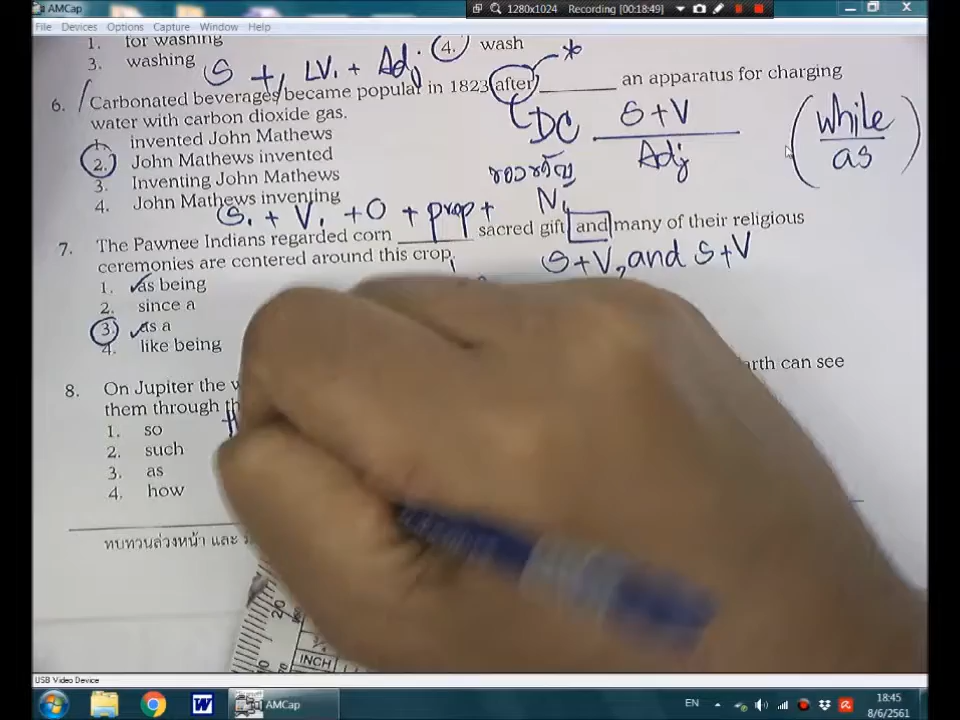 AMCap
1280x1024 Recording [00:18:49]
File Devices Options Capture Window Help
1. for washing
4. wash
3. washing
S + LV. + Adj.
*
6. Carbonated beverages became popular in 1823 after ________ an apparatus for charging
water with carbon dioxide gas.
1. invented John Mathews
2. John Mathews invented
3. Inventing John Mathews
4. John Mathews inventing
DC S+V
Adj
รองรับ
N.
(while
as)
S. + V. + O + prep +
7. The Pawnee Indians regarded corn ________ sacred gift and many of their religious
ceremonies are centered around this crop.
S+V, and S+V
1. as being
2. since a
3. as a
4. like being
8. On Jupiter the
earth can see
them through
1. so
2. such
3. as
4. how
ทบทวนล่วงหน้า และ
20
INCH
USB Video Device
AMCap
EN
18:45
8/6/2561